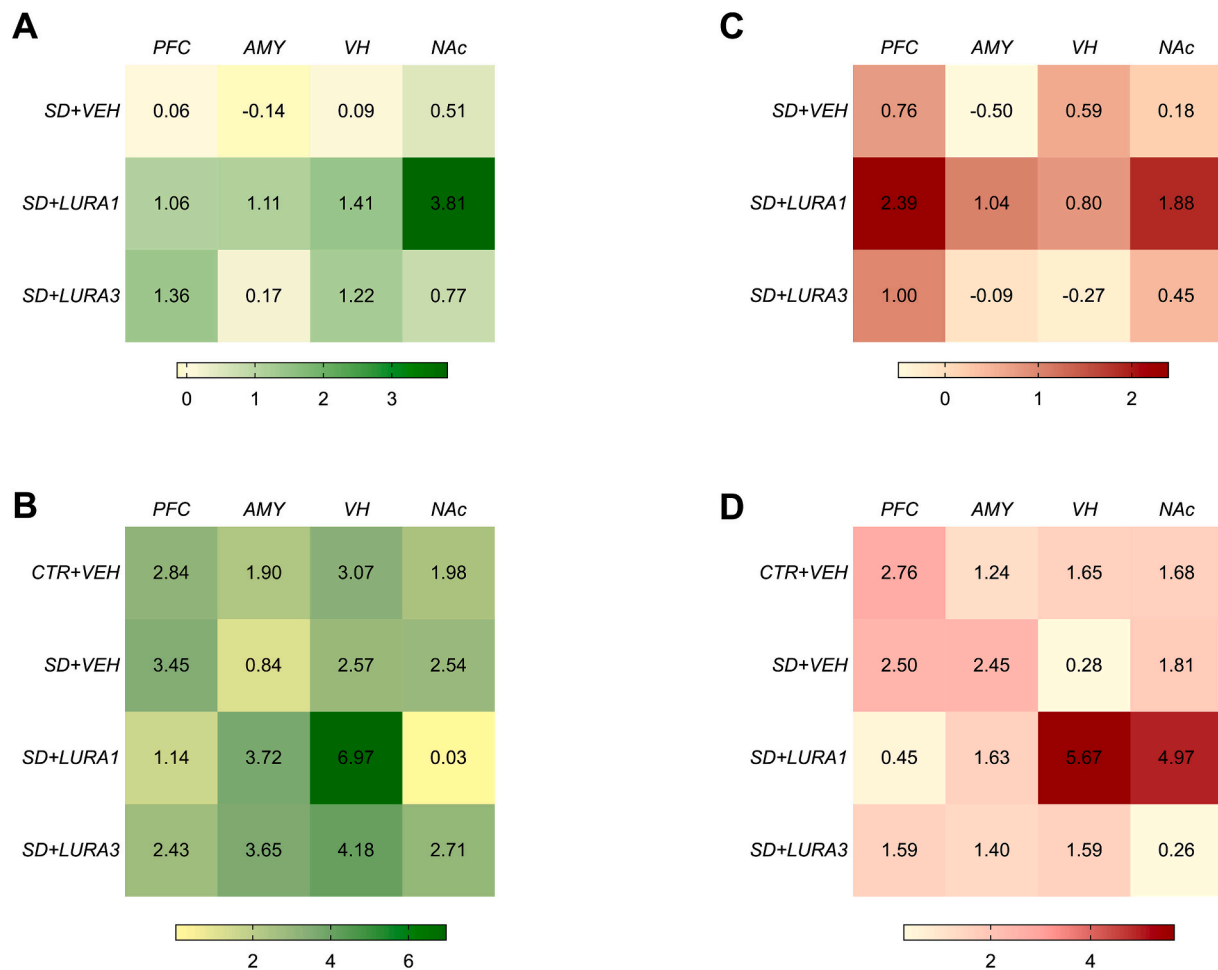 A
PFC AMY VH NAc
SD+VEH 0.06 -0.14 0.09 0.51
SD+LURA1 1.06 1.11 1.41 3.81
SD+LURA3 1.36 0.17 1.22 0.77
0 1 2 3
C
PFC AMY VH NAc
SD+VEH 0.76 -0.50 0.59 0.18
SD+LURA1 2.39 1.04 0.80 1.88
SD+LURA3 1.00 -0.09 -0.27 0.45
0 1 2
B
PFC AMY VH NAc
CTR+VEH 2.84 1.90 3.07 1.98
SD+VEH 3.45 0.84 2.57 2.54
SD+LURA1 1.14 3.72 6.97 0.03
SD+LURA3 2.43 3.65 4.18 2.71
2 4 6
D
PFC AMY VH NAc
CTR+VEH 2.76 1.24 1.65 1.68
SD+VEH 2.50 2.45 0.28 1.81
SD+LURA1 0.45 1.63 5.67 4.97
SD+LURA3 1.59 1.40 1.59 0.26
2 4